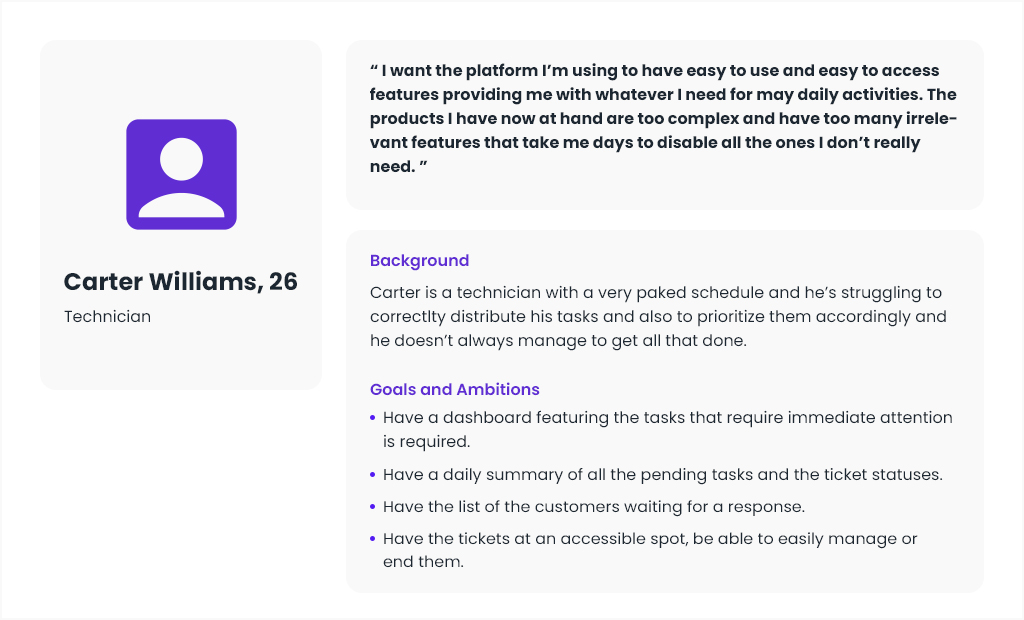 Carter Williams, 26
Technician
“ I want the platform I’m using to have easy to use and easy to access
features providing me with whatever I need for may daily activities. The
products I have now at hand are too complex and have too many irrele-
vant features that take me days to disable all the ones I don’t really
need. ”
Background
Carter is a technician with a very paked schedule and he’s struggling to
correctlty distribute his tasks and also to prioritize them accordingly and
he doesn’t always manage to get all that done.
Goals and Ambitions
• Have a dashboard featuring the tasks that require immediate attention
is required.
• Have a daily summary of all the pending tasks and the ticket statuses.
• Have the list of the customers waiting for a response.
• Have the tickets at an accessible spot, be able to easily manage or
end them.